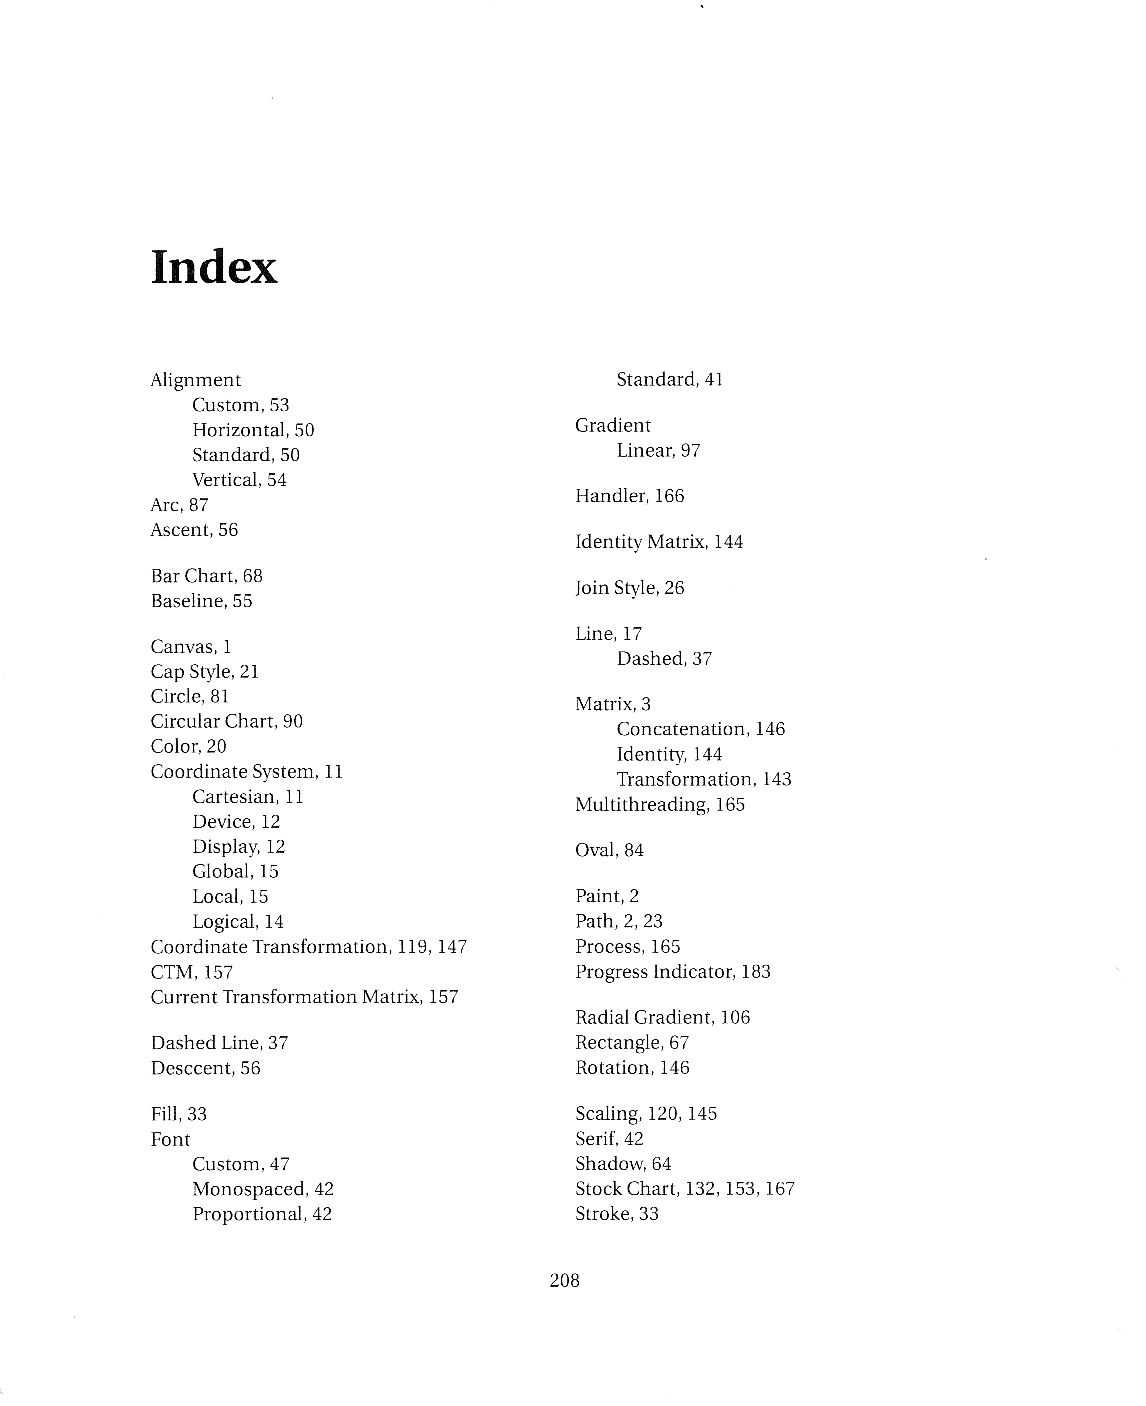 Index
Alignment
Custom, 53
Horizontal, 50
Standard, 50
Vertical, 54
Arc, 87
Ascent, 56
Bar Chart, 68
Baseline, 55
Canvas, 1
Cap Style, 21
Circle, 81
Circular Chart, 90
Color, 20
Coordinate System, 11
Cartesian, 11
Device, 12
Display, 12
Global, 15
Local, 15
Logical, 14
Coordinate Transformation, 119, 147
CTM, 157
Current Transformation Matrix, 157
Dashed Line, 37
Desccent, 56
Fill, 33
Font
Custom, 47
Monospaced, 42
Proportional, 42
Standard, 41
Gradient
Linear, 97
Handler, 166
Identity Matrix, 144
Join Style, 26
Line, 17
Dashed, 37
Matrix, 3
Concatenation, 146
Identity, 144
Transformation, 143
Multithreading, 165
Oval, 84
Paint, 2
Path, 2, 23
Process, 165
Progress Indicator, 183
Radial Gradient, 106
Rectangle, 67
Rotation, 146
Scaling, 120, 145
Serif, 42
Shadow, 64
Stock Chart, 132, 153, 167
Stroke, 33
208